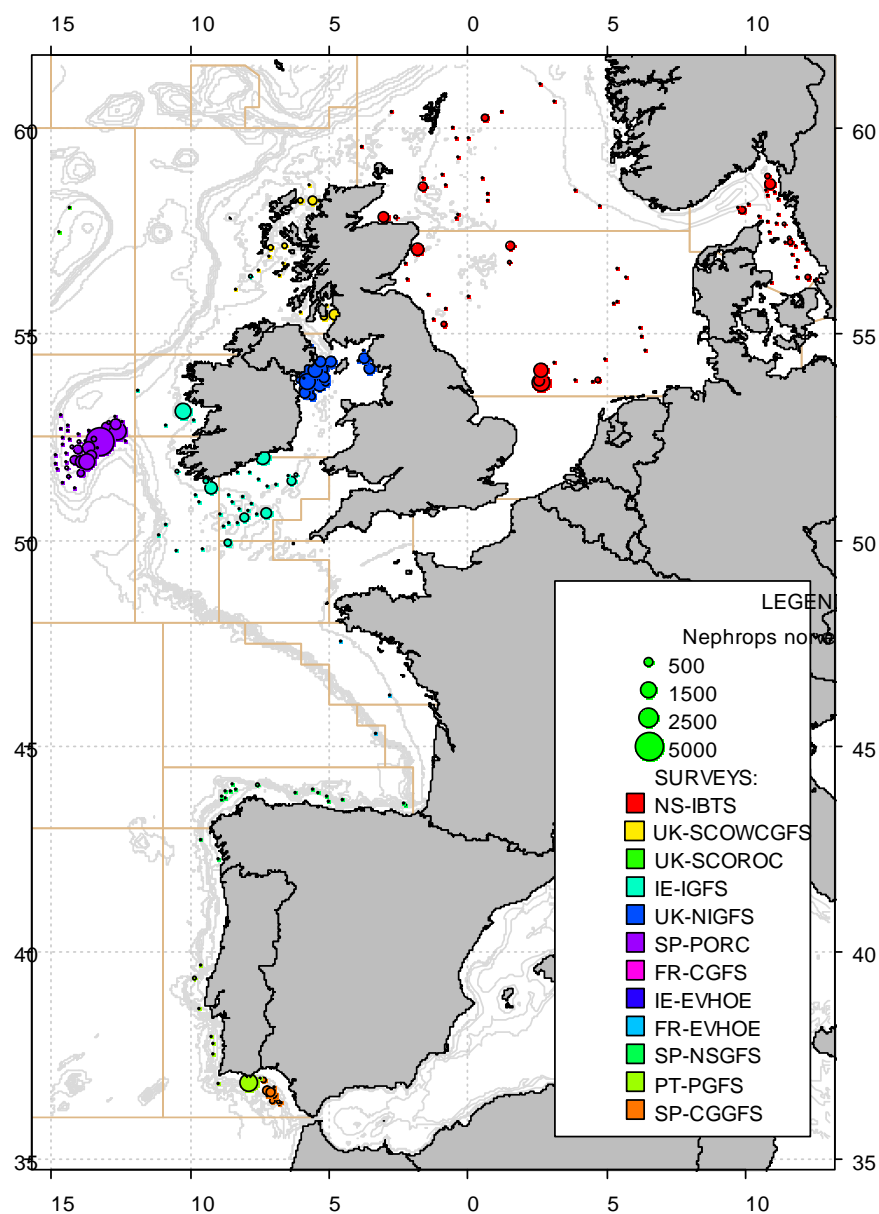 15 10 5 0 5 10
60 60
55 55
50 50
LEGEN
Nephrops no
500
1500
2500
5000
45 45
SURVEYS:
NS-IBTS
UK-SCOWCGFS
UK-SCOROC
IE-IGFS
UK-NIGFS
SP-PORC
40 40
FR-CGFS
IE-EVHOE
FR-EVHOE
SP-NSGFS
PT-PGFS
SP-CGGFS
35 35
15 10 5 0 5 10